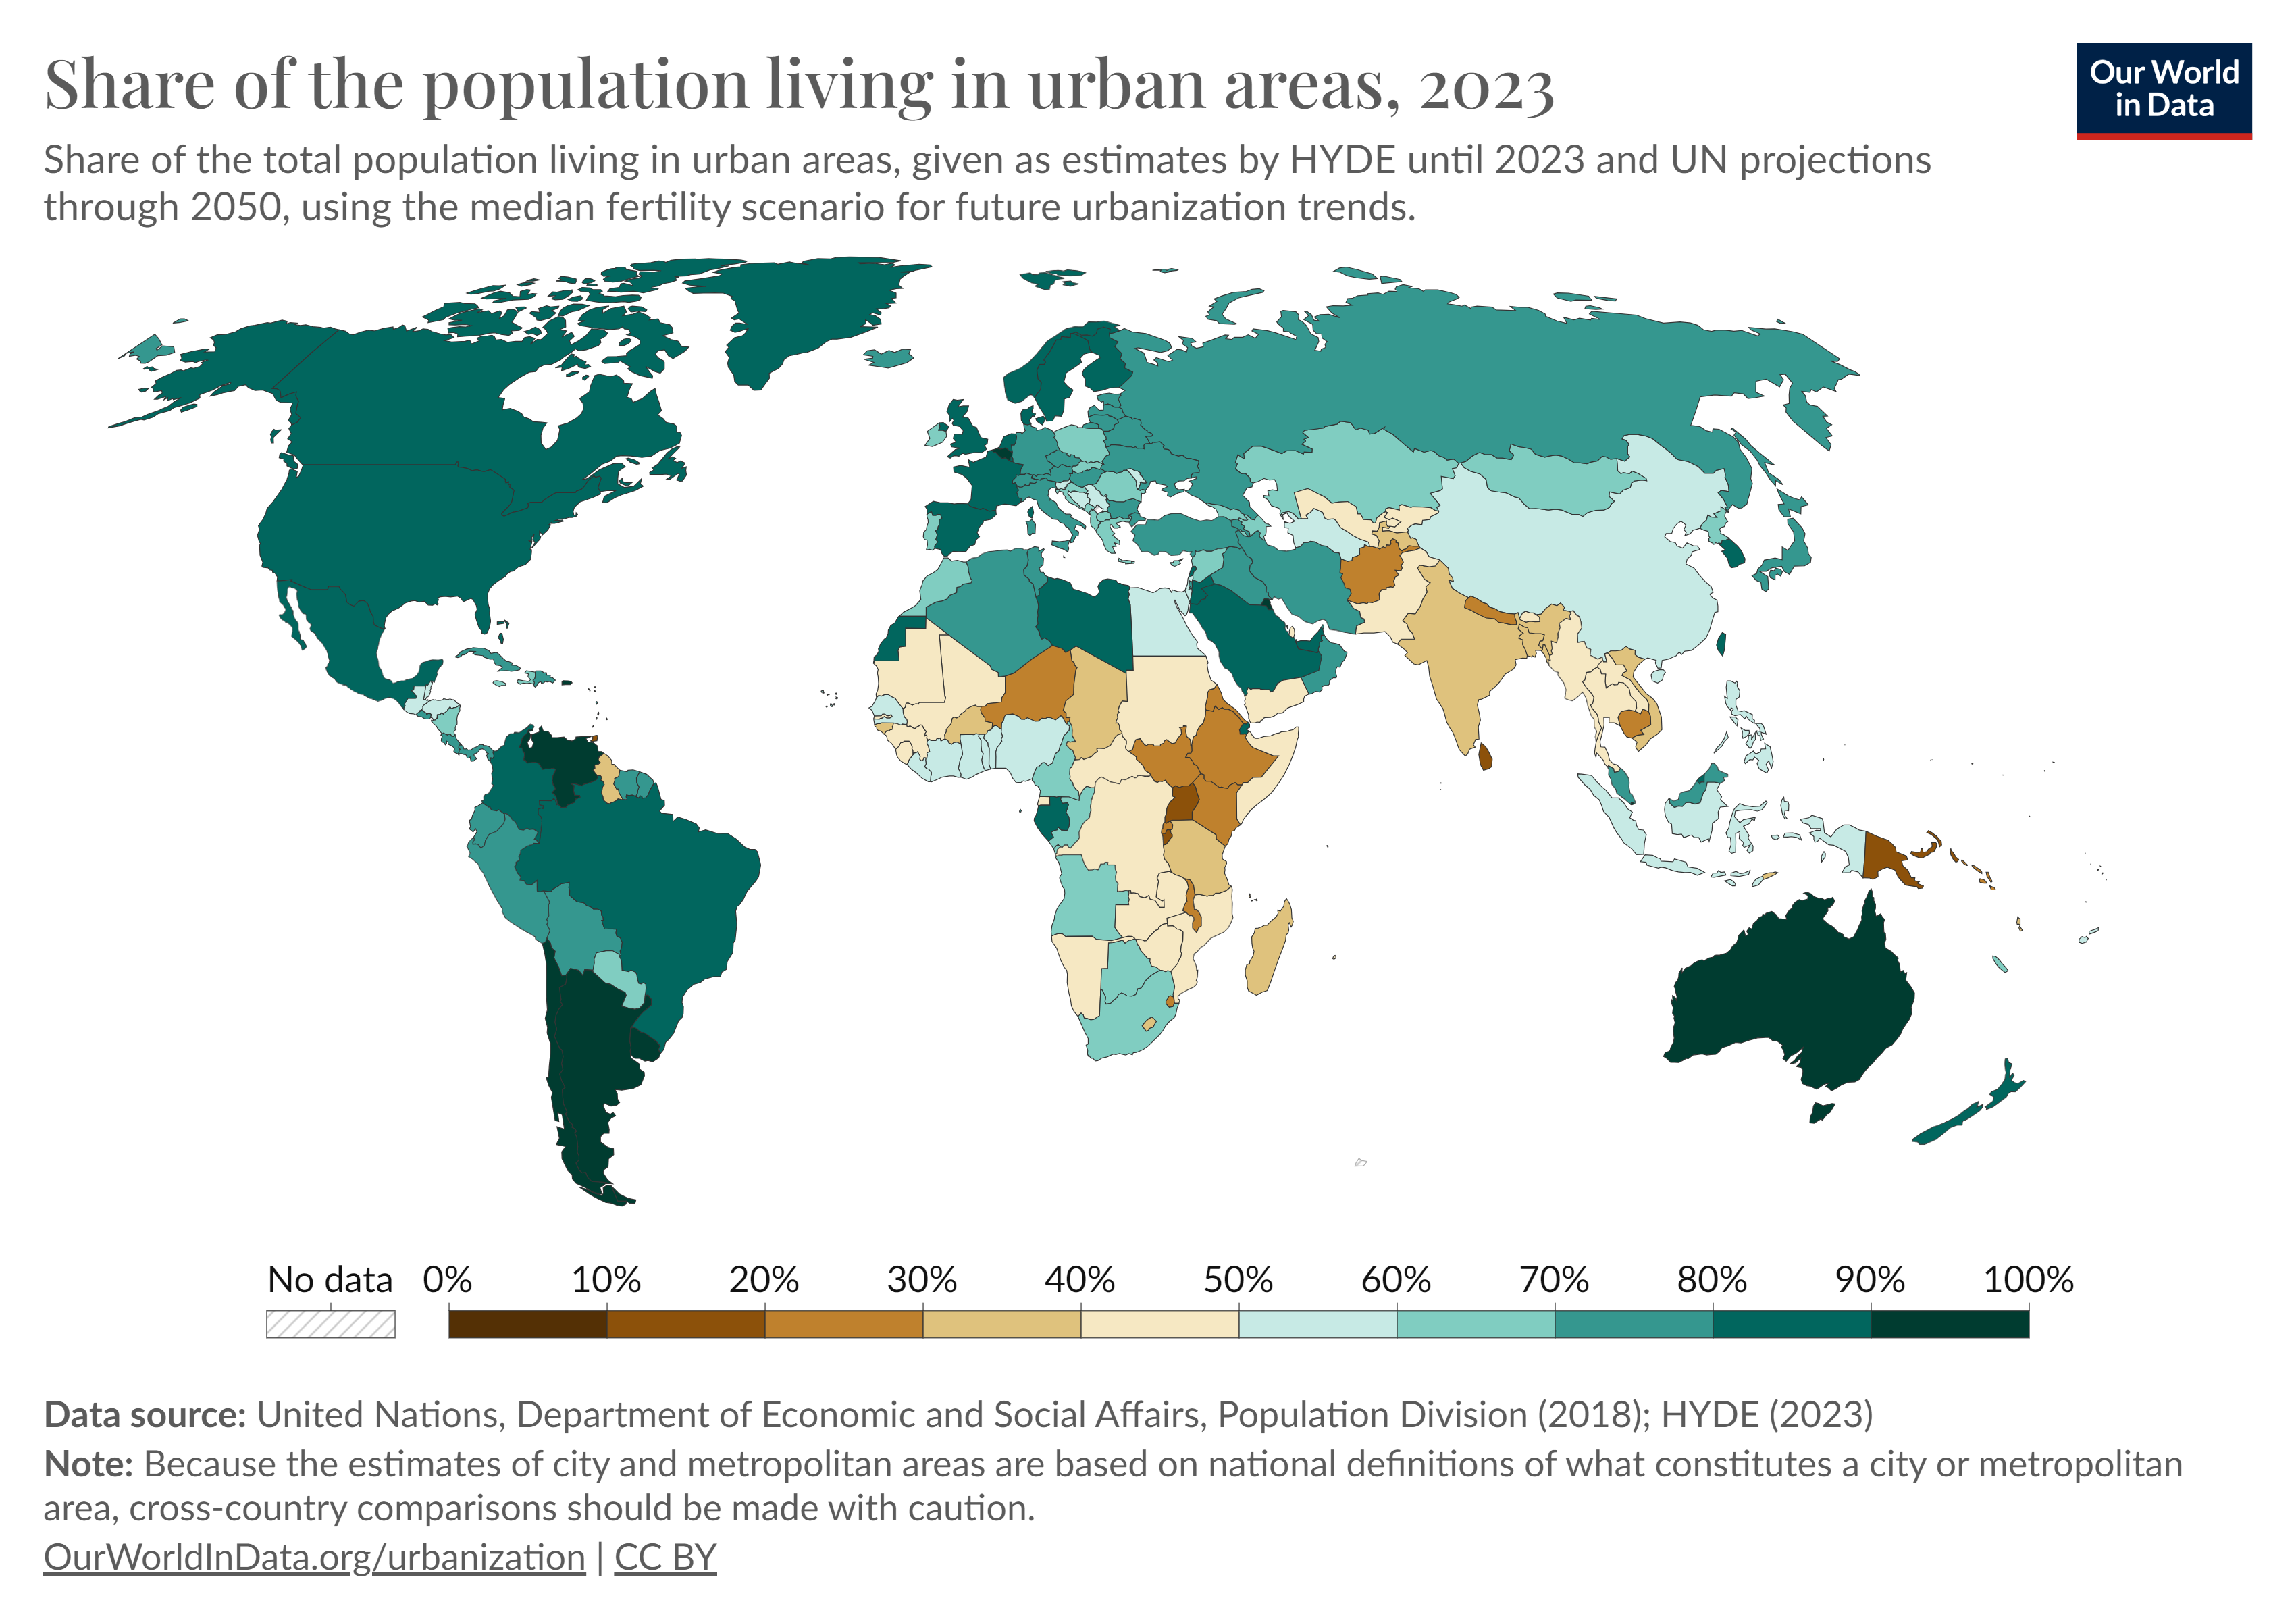 Share of the population living in urban areas, 2023
Our World
in Data
Share of the total population living in urban areas, given as estimates by HYDE until 2023 and UN projections
through 2050, using the median fertility scenario for future urbanization trends.
No data 0% 10% 20% 30% 40% 50% 60% 70% 80% 90% 100%
Data source: United Nations, Department of Economic and Social Affairs, Population Division (2018); HYDE (2023)
Note: Because the estimates of city and metropolitan areas are based on national definitions of what constitutes a city or metropolitan
area, cross-country comparisons should be made with caution.
OurWorldInData.org/urbanization | CC BY